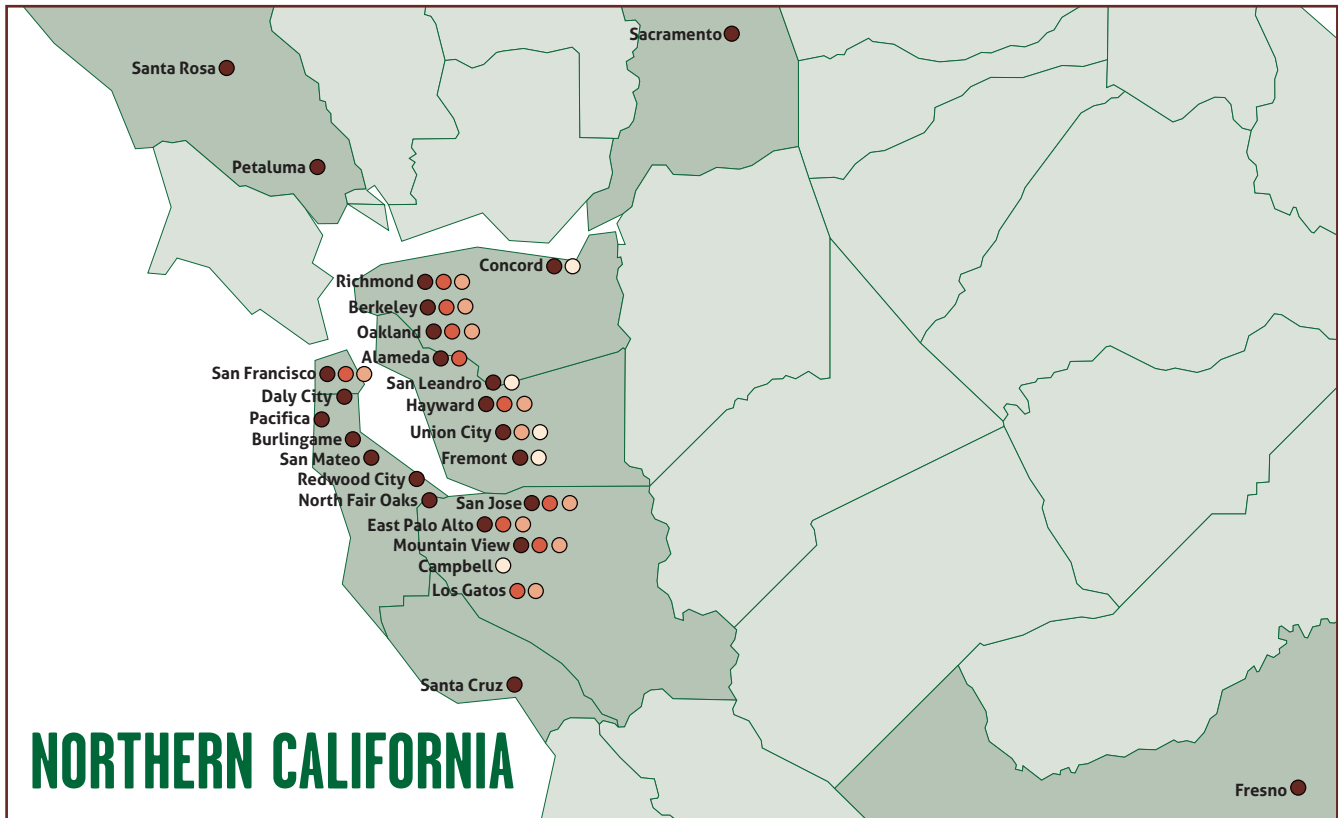 Sacramento
Santa Rosa
Petaluma
Concord
Richmond
Berkeley
Oakland
Alameda
San Francisco
San Leandro
Daly City
Hayward
Pacifica
Union City
Burlingame
San Mateo
Fremont
Redwood City
North Fair Oaks
San Jose
East Palo Alto
Mountain View
Campbell
Los Gatos
Santa Cruz
NORTHERN CALIFORNIA
Fresno